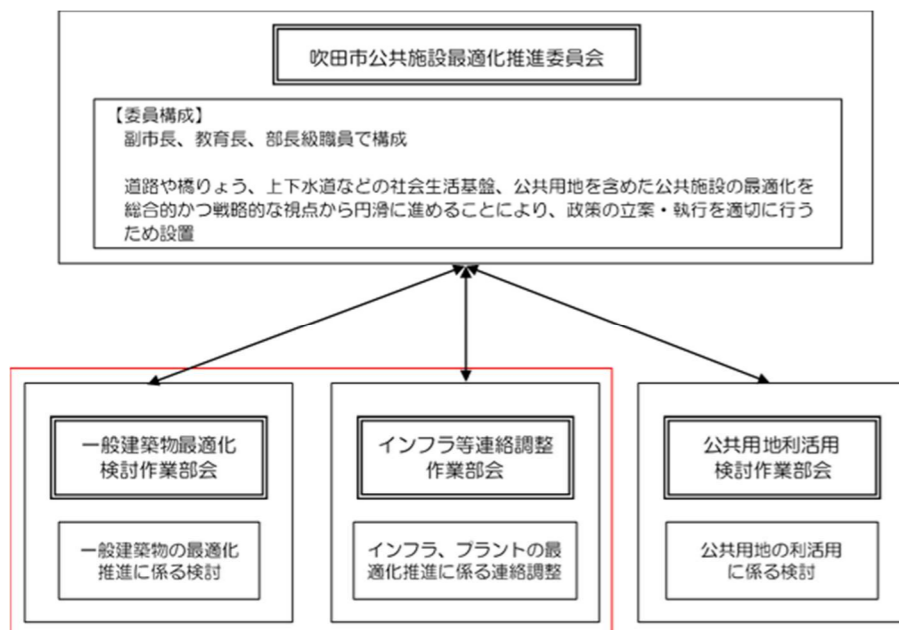 吹田市公共施設最適化推進委員会
【委員構成】
副市長、教育長、部長級職員で構成
道路や橋りょう、上下水道などの社会生活基盤、公共用地を含めた公共施設の最適化を
総合的かつ戦略的な視点から円滑に進めることにより、政策の立案・執行を適切に行う
ため設置
一般建築物最適化
検討作業部会
一般建築物の最適化
推進に係る検討
インフラ等連絡調整
作業部会
インフラ、プラントの最
適化推進に係る連絡調整
公共用地利活用
検討作業部会
公共用地の利活用
に係る検討